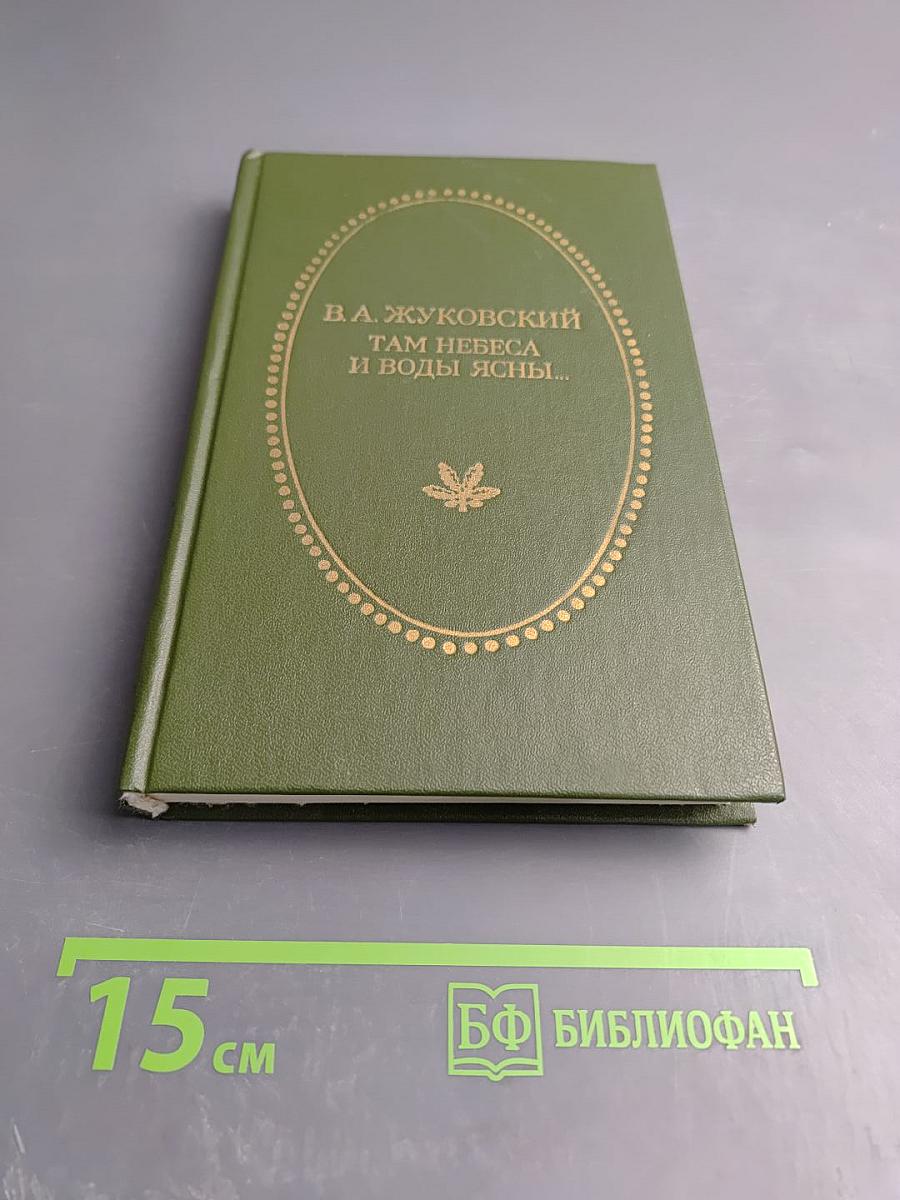 В. А. ЖУКОВСКИЙ
ТАМ НЕБЕСА
И ВОДЫ ЯСНЫ...
15 см
БФ БИБЛИОФАН